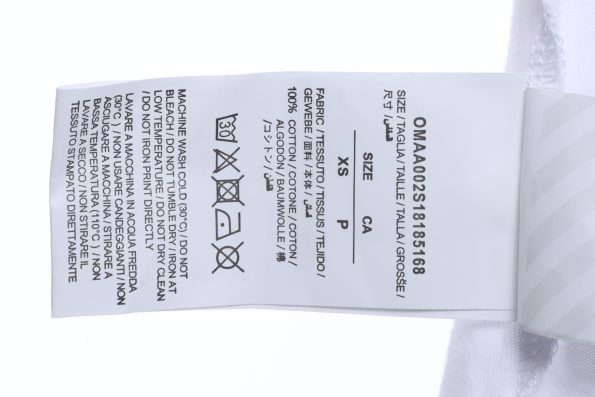 OMAA002S18185168
SIZE / TAGLIA / TAILLE / TALLA / GROSSE /
尺寸 / مقاس /
SIZE CA
XS P
FABRIC / TESSUTO / TISSUS / TEJIDO /
GEWEBE / 面料 / 本体 / قماش /
100% COTTON / COTONE / COTON /
ALGODÓN / BAUMWOLLE / 棉
/ コットン / قطن
30
MACHINE WASH COLD (30°C) / DO NOT
BLEACH / DO NOT TUMBLE DRY / IRON AT
LOW TEMPERATURE / DO NOT DRY CLEAN
/ DO NOT IRON PRINT DIRECTLY
LAVARE A MACCHINA IN ACQUA FREDDA
(30°C) / NON USARE CANDEGGIANTI / NON
ASCIUGARE A MACCHINA / STIRARE A
BASSA TEMPERATURA (110°C) / NON
LAVARE A SECCO / NON STIRARE IL
TESSUTO STAMPATO DIRETTAMENTE